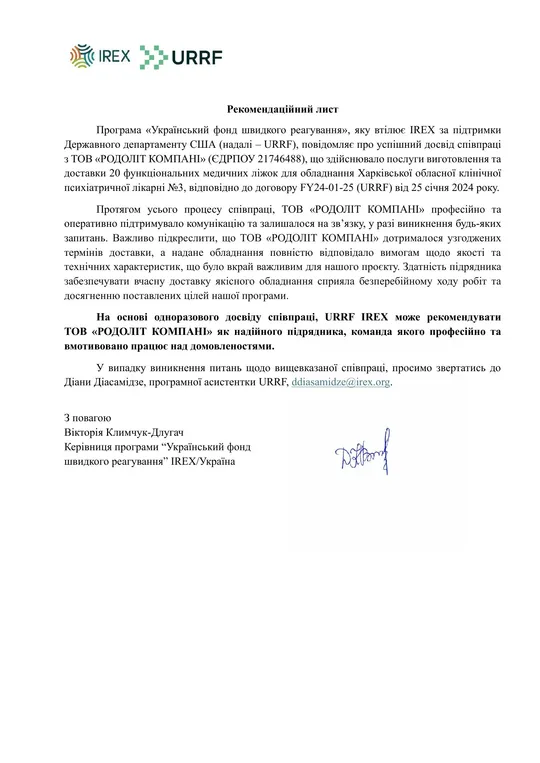 IREX URRF
Рекомендаційний лист
Програма «Український фонд швидкого реагування», яку втілює IREX за підтримки
Державного департаменту США (надалі – URRF), повідомляє про успішний досвід співпраці
з ТОВ «РОДОЛІТ КОМПАНІ» (ЄДРПОУ 21746488), що здійснювало послуги виготовлення та
доставки 20 функціональних медичних ліжок для обладнання Харківської обласної клінічної
психіатричної лікарні №3, відповідно до договору FY24-01-25 (URRF) від 25 січня 2024 року.
Протягом усього процесу співпраці, ТОВ «РОДОЛІТ КОМПАНІ» професійно та
оперативно підтримувало комунікацію та залишалося на зв’язку, у разі виникнення будь-яких
запитань. Важливо підкреслити, що ТОВ «РОДОЛІТ КОМПАНІ» дотрималося узгоджених
термінів доставки, а надане обладнання повністю відповідало вимогам щодо якості та
технічних характеристик, що було вкрай важливим для нашого проєкту. Здатність підрядника
забезпечувати вчасну доставку якісного обладнання сприяла безперебійному ходу робіт та
досягненню поставлених цілей нашої програми.
На основі одноразового досвіду співпраці, URRF IREX може рекомендувати
ТОВ «РОДОЛІТ КОМПАНІ» як надійного підрядника, команда якого професійно та
вмотивовано працює над домовленостями.
У випадку виникнення питань щодо вищевказаної співпраці, просимо звертатись до
Діани Діасамідзе, програмної асистентки URRF, ddiasamidze@irex.org.
З повагою
Вікторія Климчук-Длугач
Керівниця програми “Український фонд
швидкого реагування” IREX/Україна